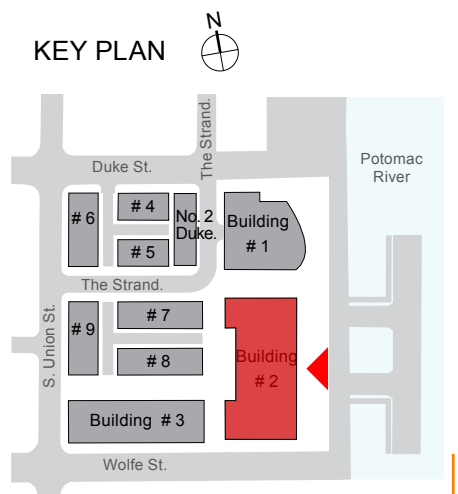 N
KEY PLAN
The Strand.
Duke St.
Potomac
River
# 6
# 4
No. 2
Duke.
Building
# 1
# 5
The Strand.
S. Union St.
# 9
# 7
# 8
Building
# 2
Building # 3
Wolfe St.